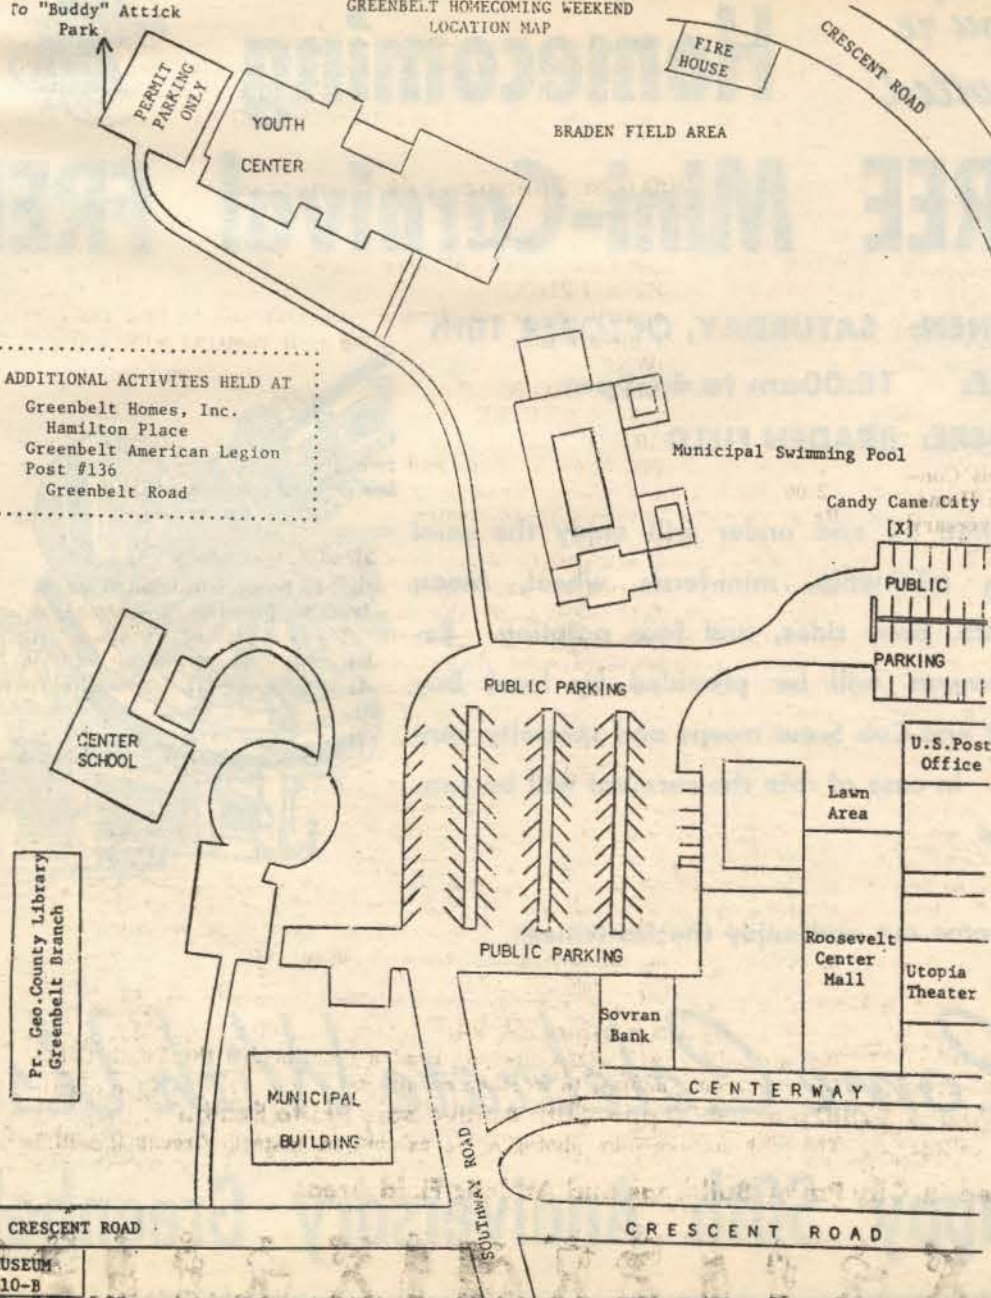 GREENBELT HOMECOMING WEEKEND
LOCATION MAP
To "Buddy" Attick
Park
PERMIT
PARKING
ONLY
YOUTH
CENTER
FIRE
HOUSE
CRESCENT ROAD
BRADEN FIELD AREA
ADDITIONAL ACTIVITES HELD AT
Greenbelt Homes, Inc.
Hamilton Place
Greenbelt American Legion
Post #136
Greenbelt Road
Municipal Swimming Pool
Candy Cane City
[X]
PUBLIC
PARKING
PUBLIC PARKING
CENTER
SCHOOL
U.S.Post
Office
Lawn
Area
Pr. Geo.County Library
Greenbelt Branch
PUBLIC PARKING
Roosevelt
Center
Mall
Utopia
Theater
Sovran
Bank
MUNICIPAL
BUILDING
CENTERWAY
SOUTHWAY ROAD
CRESCENT ROAD
CRESCENT ROAD
USEUM
10-B